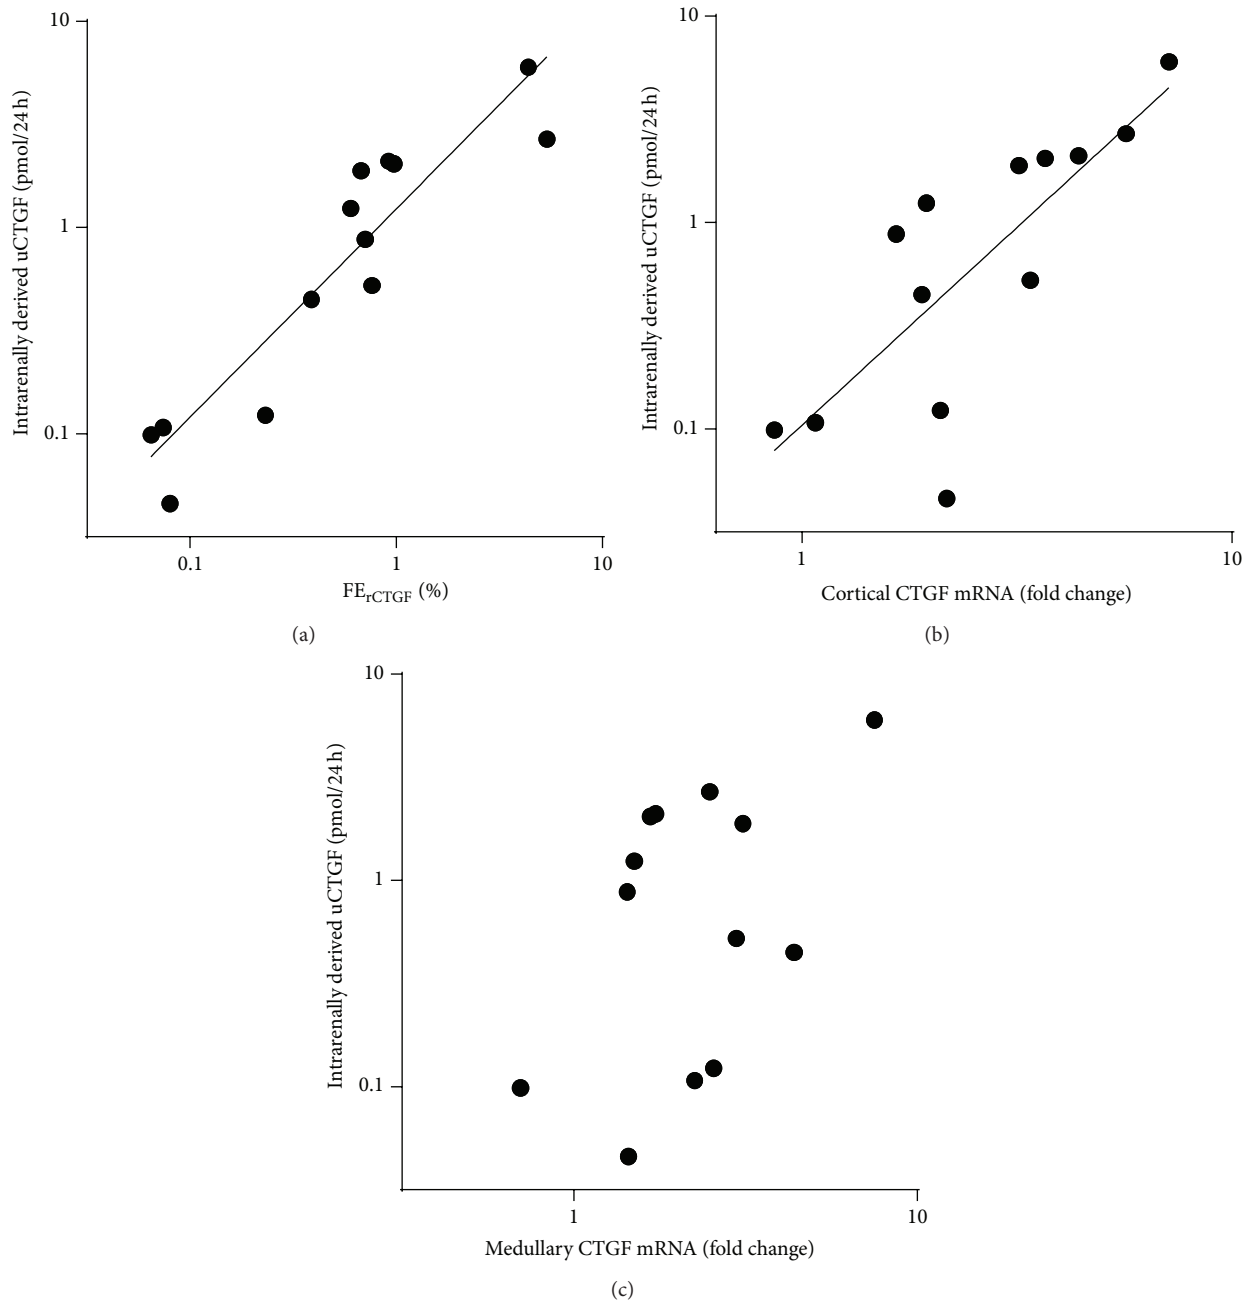 10
1
0.1
Intrarenally derived uCTGF (pmol/24 h)
0.1
1
10
FErCTGF (%)
(a)
10
1
0.1
Intrarenally derived uCTGF (pmol/24 h)
1
10
Cortical CTGF mRNA (fold change)
(b)
10
1
0.1
Intrarenally derived uCTGF (pmol/24 h)
1
10
Medullary CTGF mRNA (fold change)
(c)